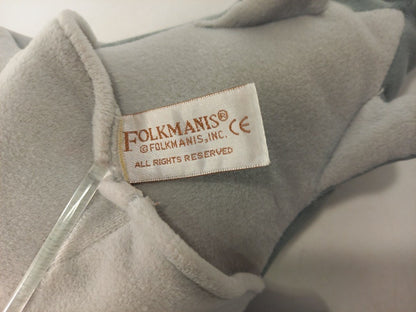 FOLKMANIS® CE
©FOLKMANIS, INC.
ALL RIGHTS RESERVED